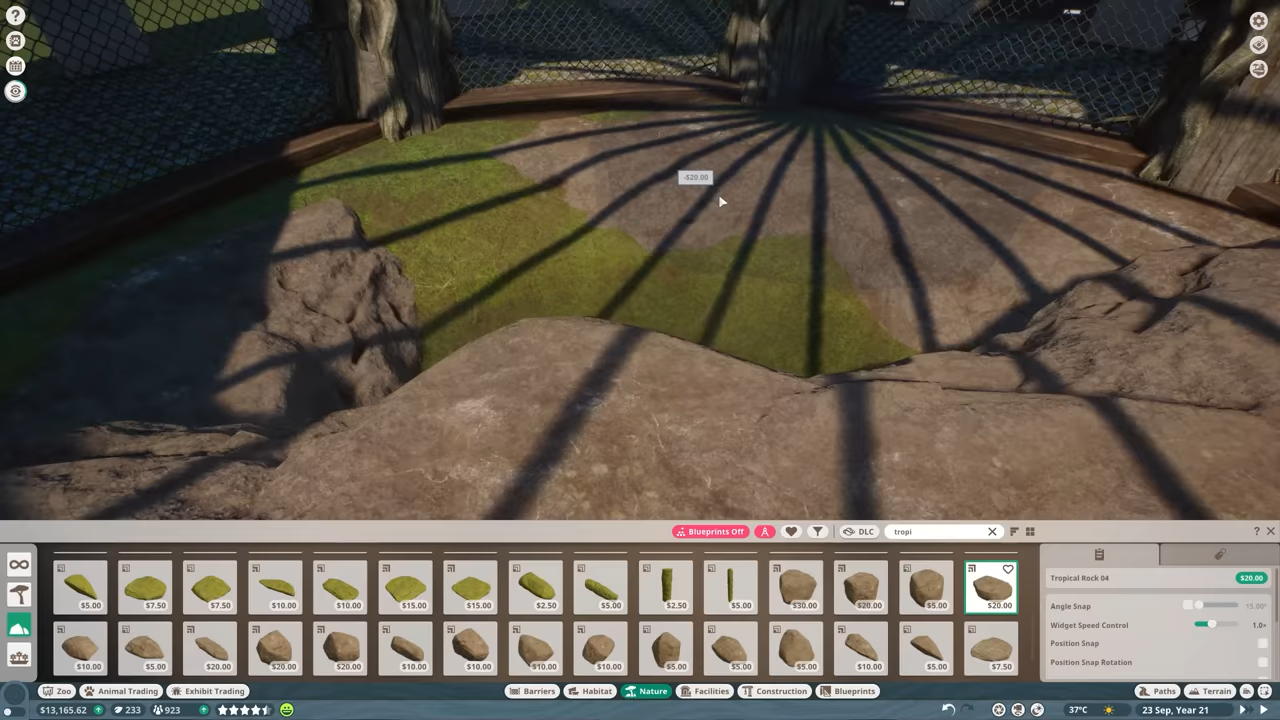 -$20.00
Blueprints Off
DLC
tropi
$5.00 $7.50 $7.50 $10.00 $10.00 $15.00 $15.00 $2.50 $5.00 $2.50 $5.00 $30.00 $20.00 $5.00 $20.00
$10.00 $5.00 $20.00 $20.00 $20.00 $10.00 $10.00 $10.00 $10.00 $5.00 $5.00 $5.00 $10.00 $5.00 $7.50
Tropical Rock 04 $20.00
Angle Snap 15.00°
Widget Speed Control 1.0×
Position Snap
Position Snap Rotation
Zoo Animal Trading Exhibit Trading Barriers Habitat Nature Facilities Construction Blueprints Paths Terrain
$13,165.62 233 923 37°C 23 Sep, Year 21